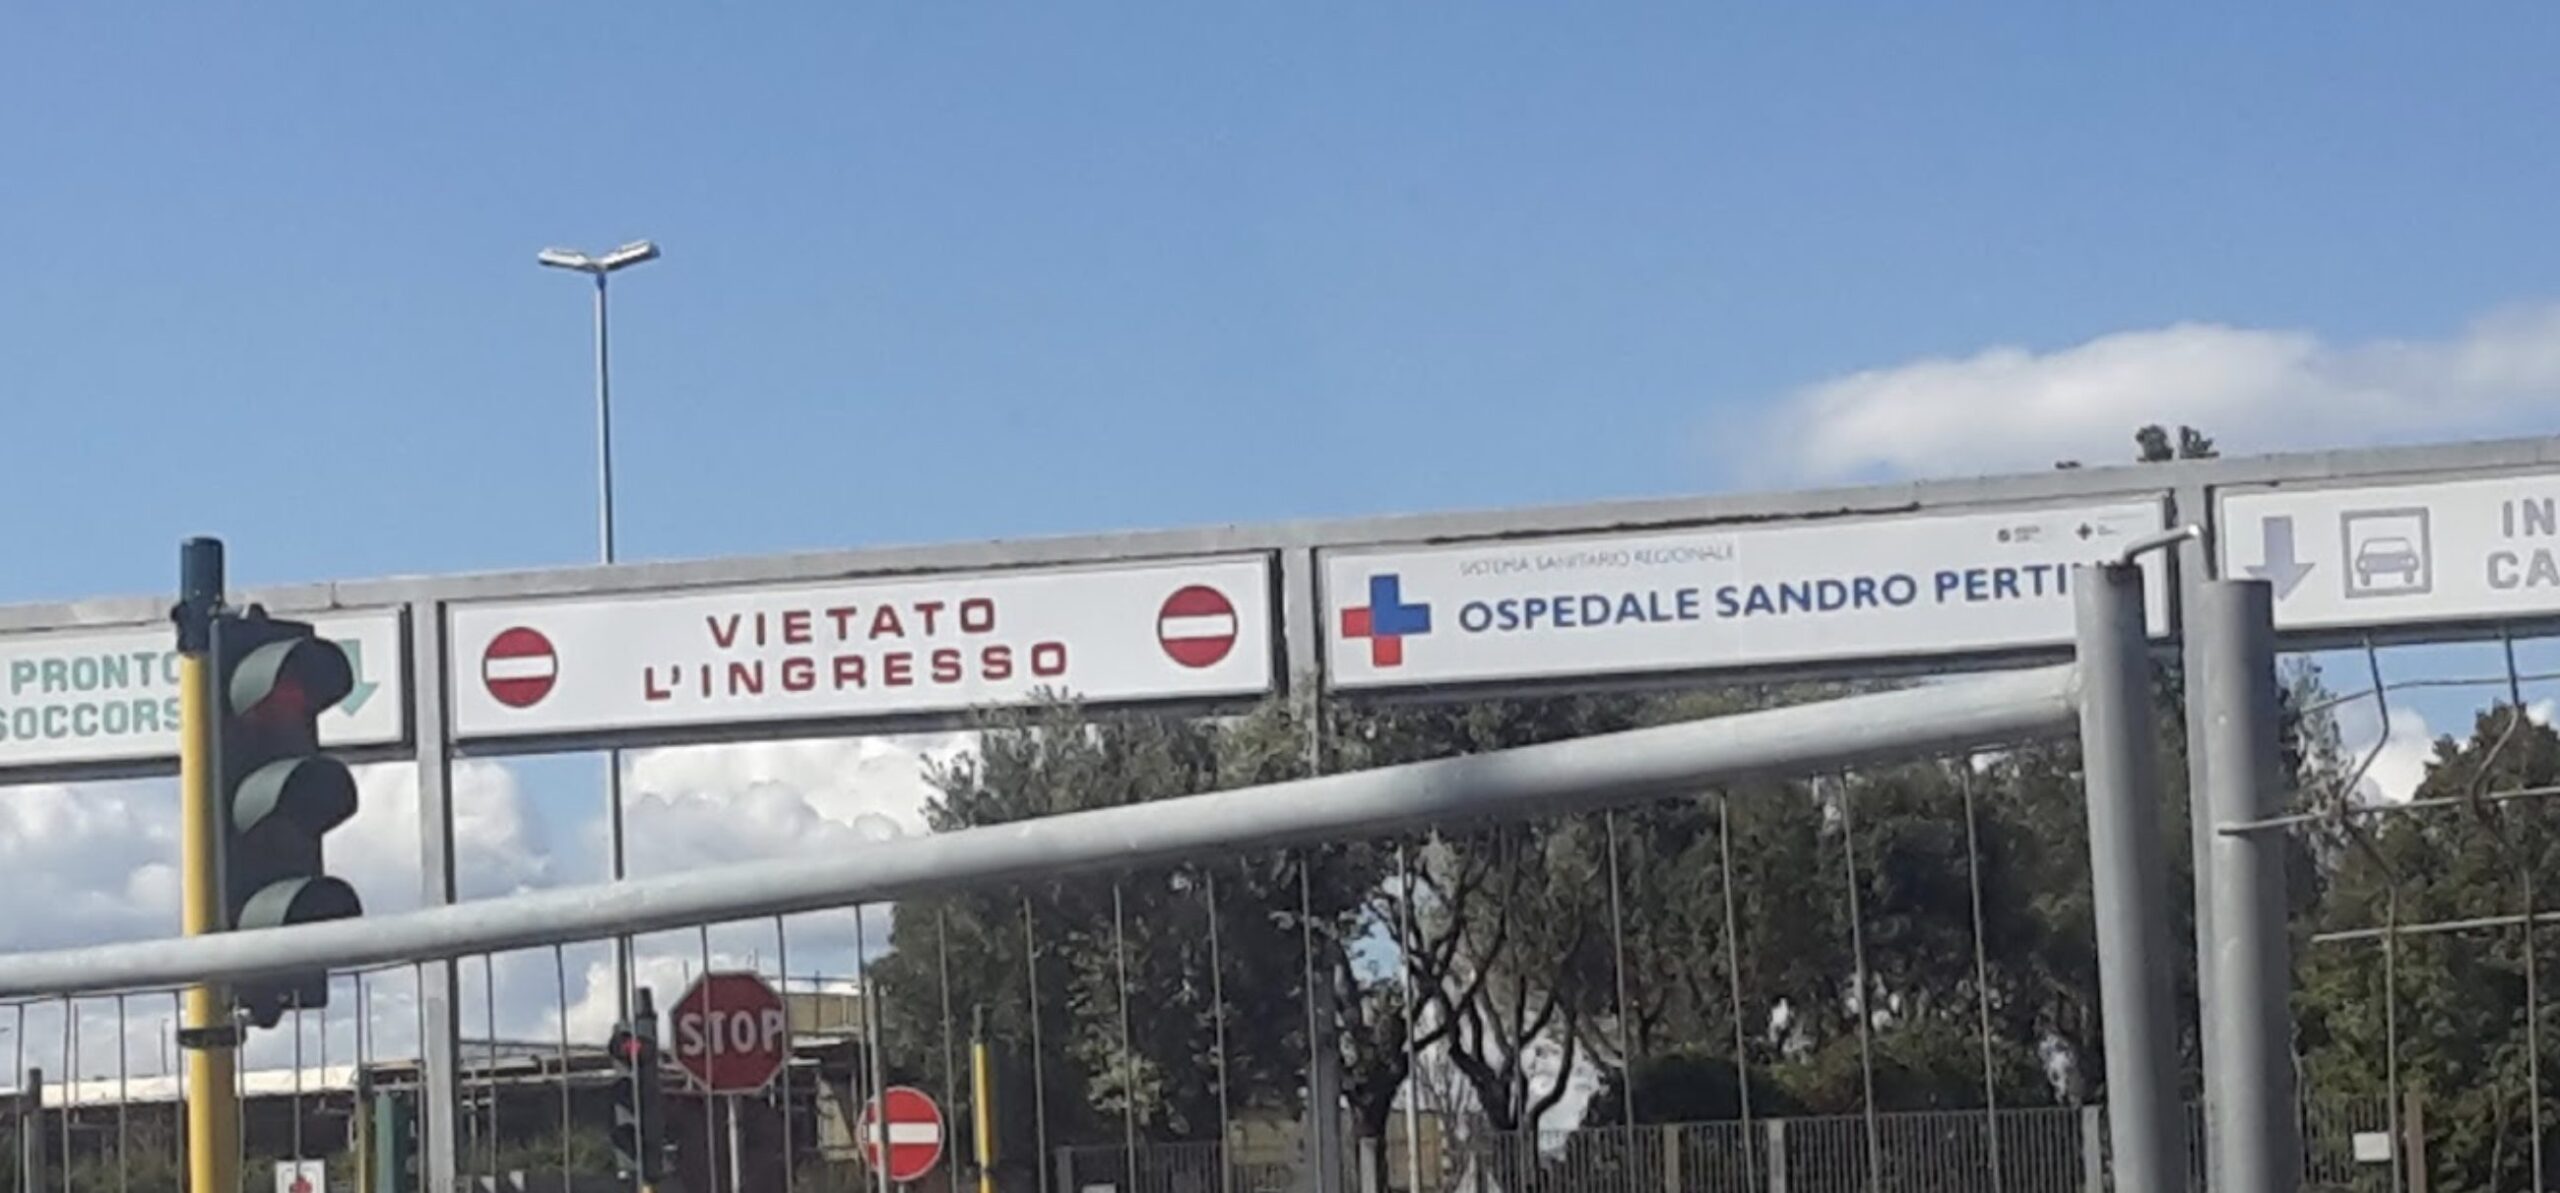 PRONTO
SOCCORS
VIETATO
L'INGRESSO
SISTEMA SANITARIO REGIONALE
OSPEDALE SANDRO PERTI
IN
CA
STOP